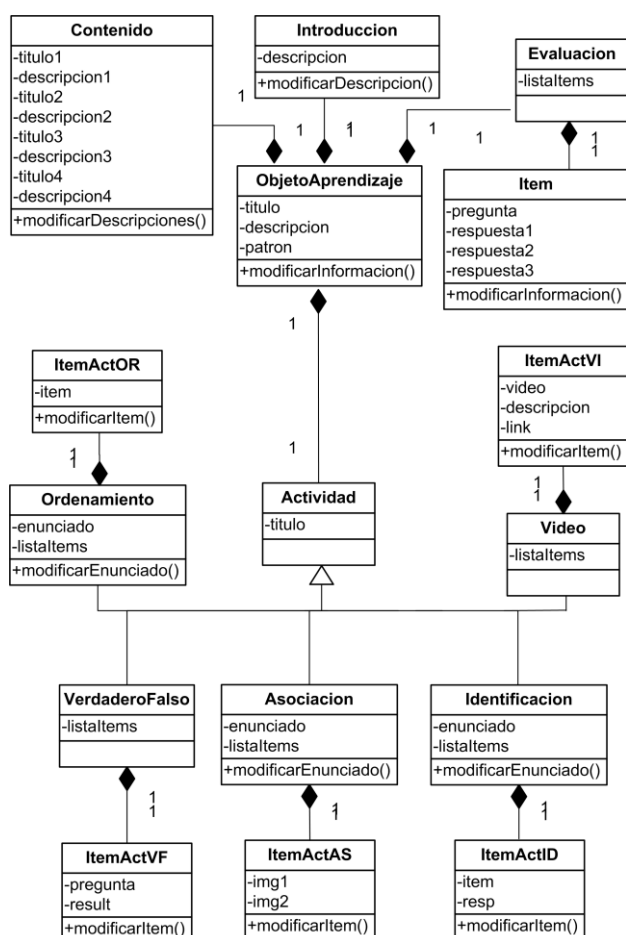 Contenido
-titulo1
-descripcion1
-titulo2
-descripcion2
-titulo3
-descripcion3
-titulo4
-descripcion4
+modificarDescripciones()
Introduccion
-descripcion
+modificarDescripcion()
Evaluacion
-listaItems
1
1
1
1
1
1
1
1
ObjetoAprendizaje
-titulo
-descripcion
-patron
+modificarInformacion()
Item
-pregunta
-respuesta1
-respuesta2
-respuesta3
+modificarInformacion()
1
1
ItemActOR
-item
+modificarItem()
1
1
Ordenamiento
-enunciado
-listaItems
+modificarEnunciado()
Actividad
-titulo
ItemActVI
-video
-descripcion
-link
+modificarItem()
1
1
Video
-listaItems
VerdaderoFalso
-listaItems
1
1
Asociacion
-enunciado
-listaItems
+modificarEnunciado()
1
1
Identificacion
-enunciado
-listaItems
+modificarEnunciado()
1
1
ItemActVF
-pregunta
-result
+modificarItem()
ItemActAS
-img1
-img2
+modificarItem()
ItemActID
-item
-resp
+modificarItem()